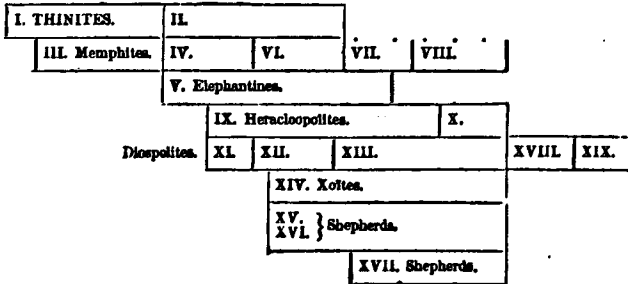 I. THINITES. II.
III. Memphites. IV. VI. VII. VIII.
V. Elephantines.
IX. Heracleopolites. X.
Diospolites. XI. XII. XIII. XVIII. XIX.
XIV. Xoïtes.
XV.
XVI. } Shepherds.
XVII. Shepherds.